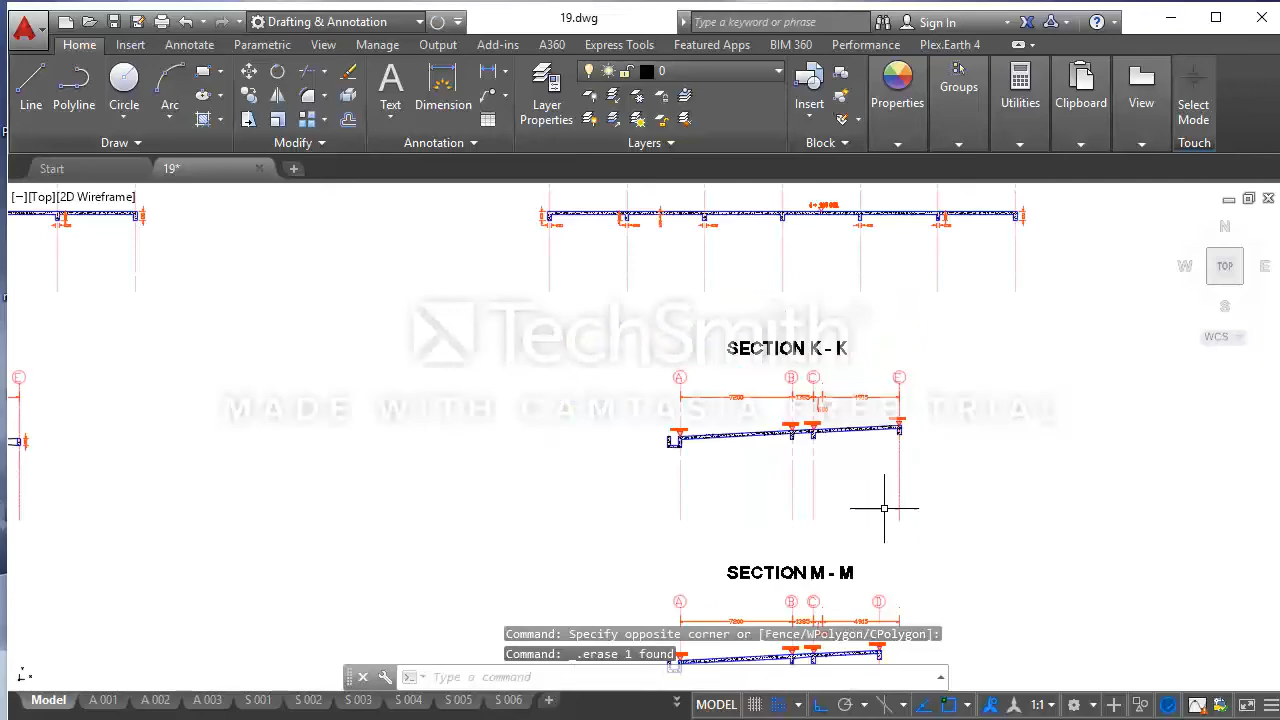 Drafting & Annotation
19.dwg
Type a keyword or phrase
Sign In
Home Insert Annotate Parametric View Manage Output Add-ins A360 Express Tools Featured Apps BIM 360 Performance Plex.Earth 4
0
Line Polyline Circle Arc Text Dimension Layer Properties Insert Properties Groups Utilities Clipboard View Select Mode
Draw Modify Annotation Layers Block Touch
Start 19*
[−][Top][2D Wireframe]
N
W TOP E
S
WCS
TechSmith
SECTION K - K
A B C E
E
7200
MADE WITH CAMTASIA FREE TRIAL
SECTION M - M
A B C D
7200 3385 4915
Command: Specify opposite corner or [Fence/WPolygon/CPolygon]:
Command: _.erase 1 found
Type a command
Model A 001 A 002 A 003 S 001 S 002 S 003 S 004 S 005 S 006
MODEL 1:1